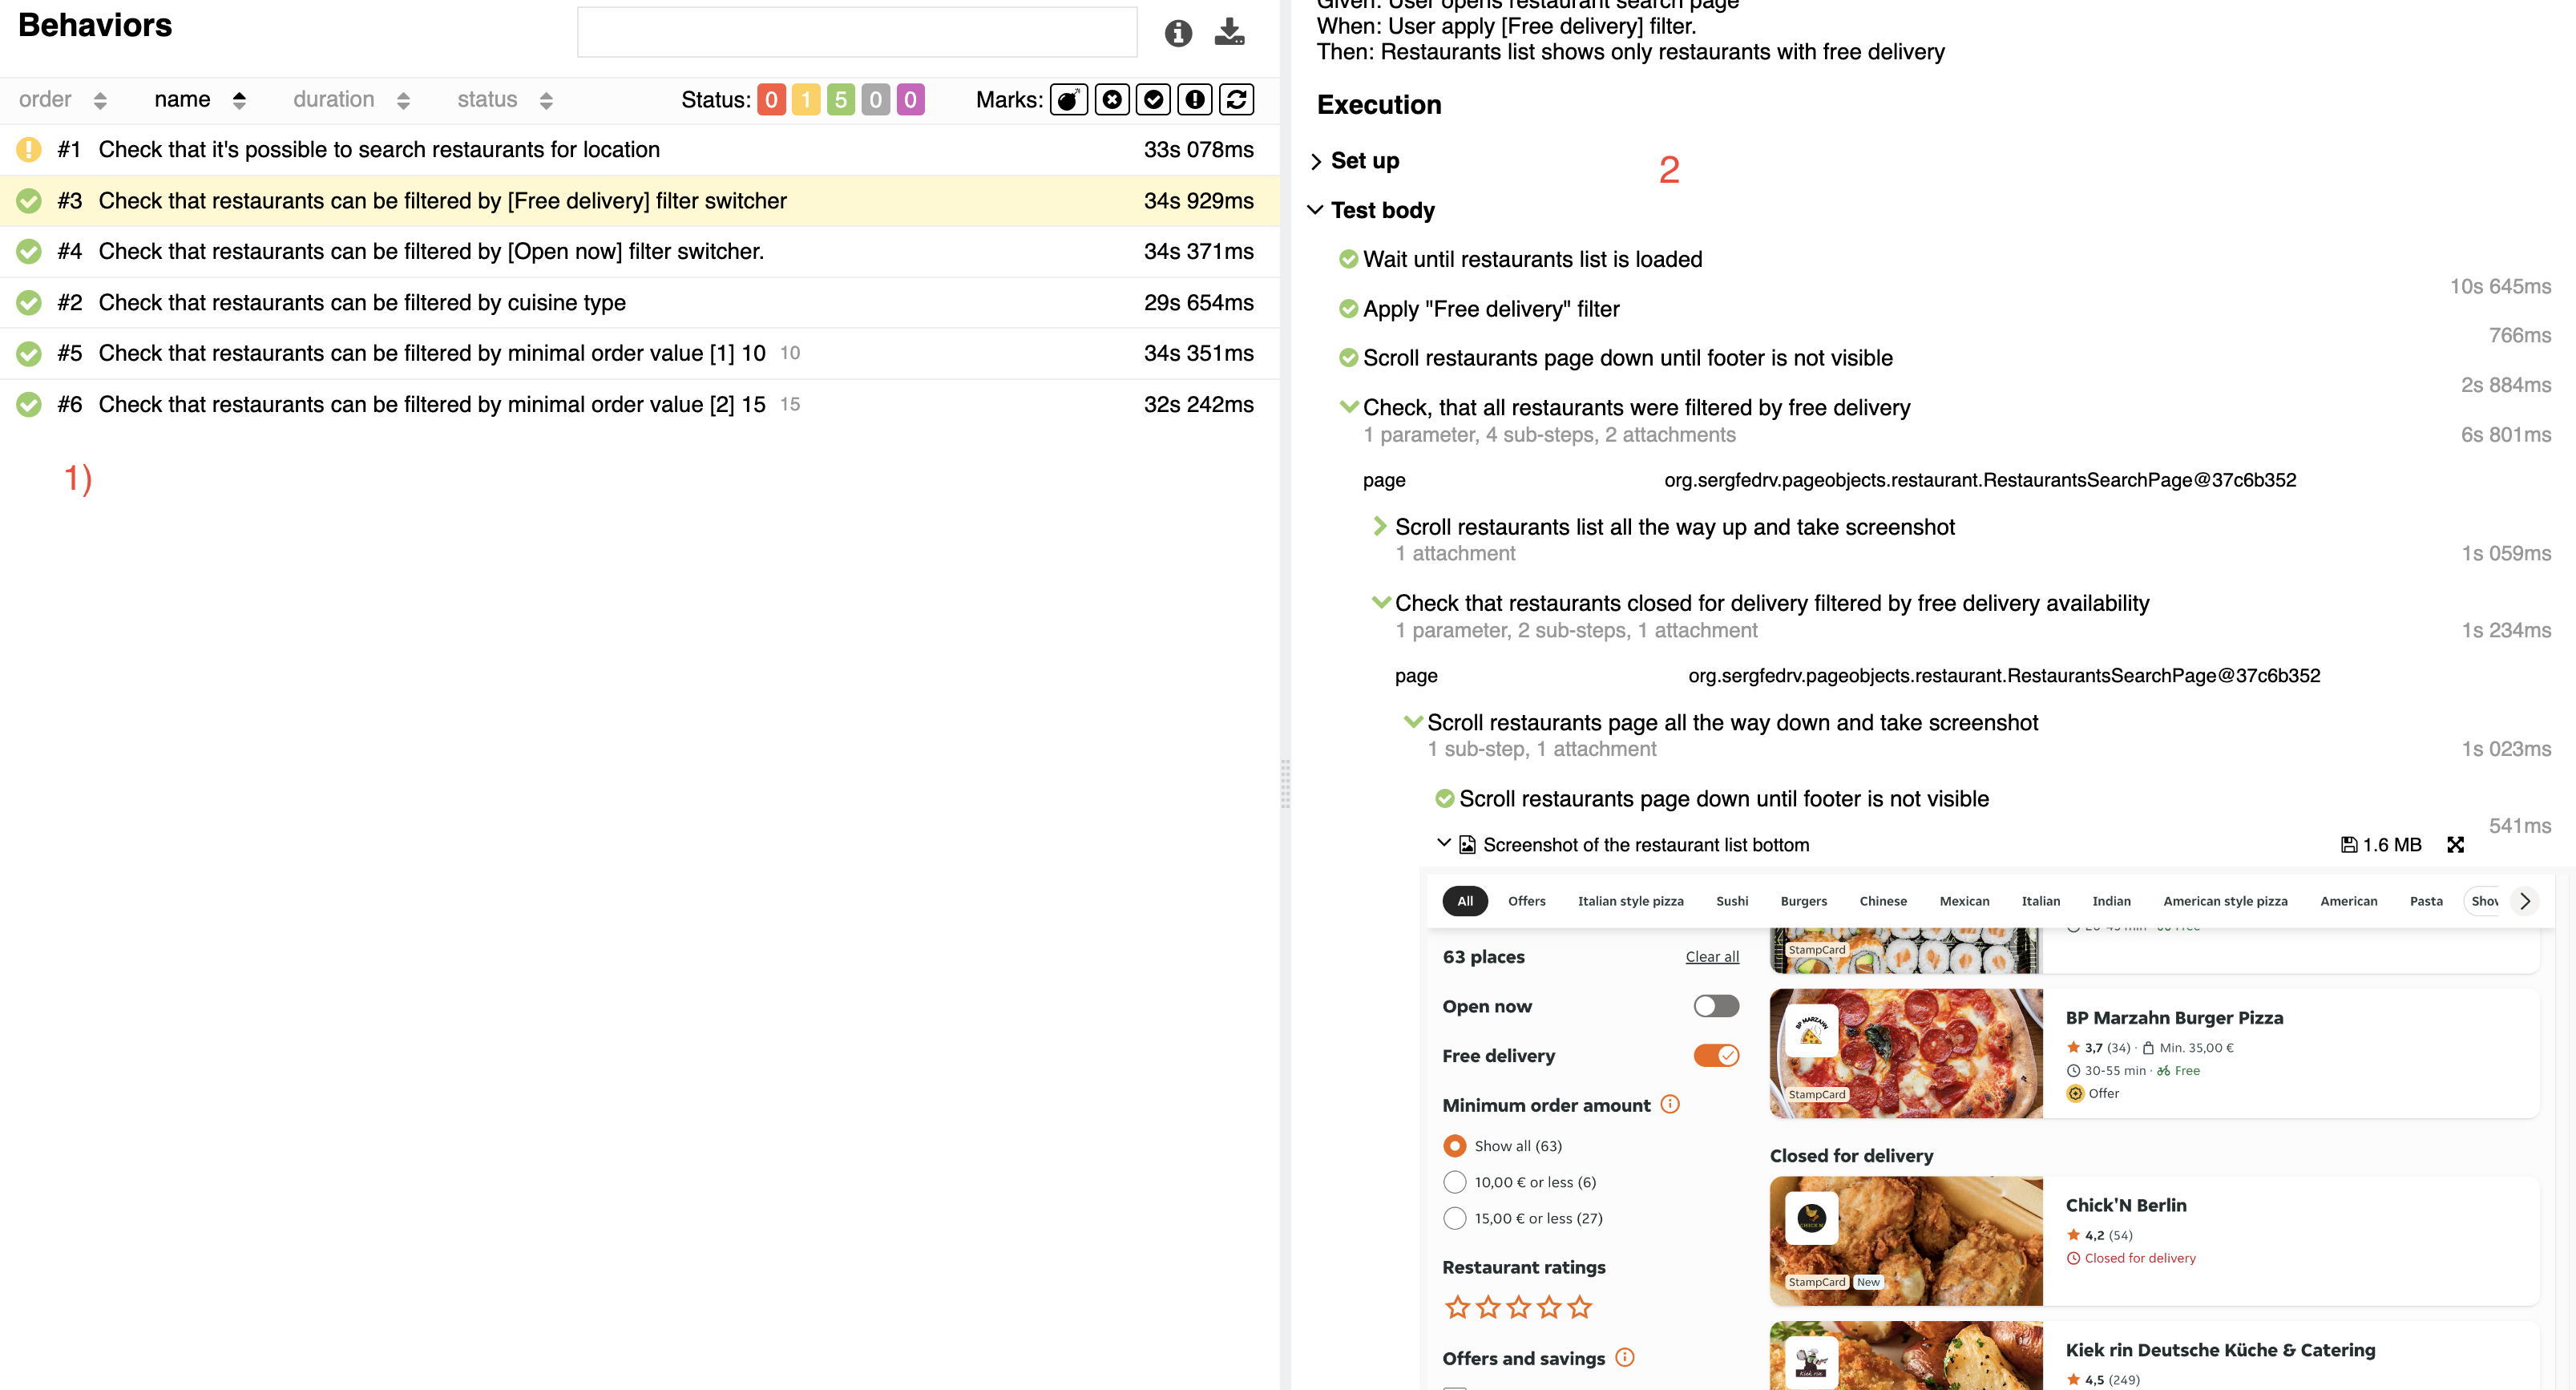 Behaviors
order name duration status Status: 0 1 5 0 0 Marks:
#1 Check that it's possible to search restaurants for location 33s 078ms
#3 Check that restaurants can be filtered by [Free delivery] filter switcher 34s 929ms
#4 Check that restaurants can be filtered by [Open now] filter switcher. 34s 371ms
#2 Check that restaurants can be filtered by cuisine type 29s 654ms
#5 Check that restaurants can be filtered by minimal order value [1] 10 10 34s 351ms
#6 Check that restaurants can be filtered by minimal order value [2] 15 15 32s 242ms
1)
Given: User opens restaurant search page
When: User apply [Free delivery] filter.
Then: Restaurants list shows only restaurants with free delivery
Execution
Set up
2
Test body
Wait until restaurants list is loaded
10s 645ms
Apply "Free delivery" filter
766ms
Scroll restaurants page down until footer is not visible
2s 884ms
Check, that all restaurants were filtered by free delivery
1 parameter, 4 sub-steps, 2 attachments 6s 801ms
page org.sergfedrv.pageobjects.restaurant.RestaurantsSearchPage@37c6b352
Scroll restaurants list all the way up and take screenshot
1 attachment 1s 059ms
Check that restaurants closed for delivery filtered by free delivery availability
1 parameter, 2 sub-steps, 1 attachment 1s 234ms
page org.sergfedrv.pageobjects.restaurant.RestaurantsSearchPage@37c6b352
Scroll restaurants page all the way down and take screenshot
1 sub-step, 1 attachment 1s 023ms
Scroll restaurants page down until footer is not visible
541ms
Screenshot of the restaurant list bottom 1.6 MB
All Offers Italian style pizza Sushi Burgers Chinese Mexican Italian Indian American style pizza American Pasta
63 places Clear all
Open now
Free delivery
Minimum order amount
Show all (63)
10,00 € or less (6)
15,00 € or less (27)
Restaurant ratings
Offers and savings
StampCard
BP MARZAHN
StampCard
BP Marzahn Burger Pizza
3,7 (34) · Min. 35,00 €
30-55 min · Free
Offer
Closed for delivery
StampCard New
Chick'N Berlin
4,2 (54)
Closed for delivery
Kiek rin Deutsche Küche & Catering
4,5 (249)